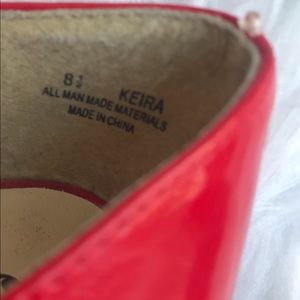 8½ KEIRA
ALL MAN MADE MATERIALS
MADE IN CHINA